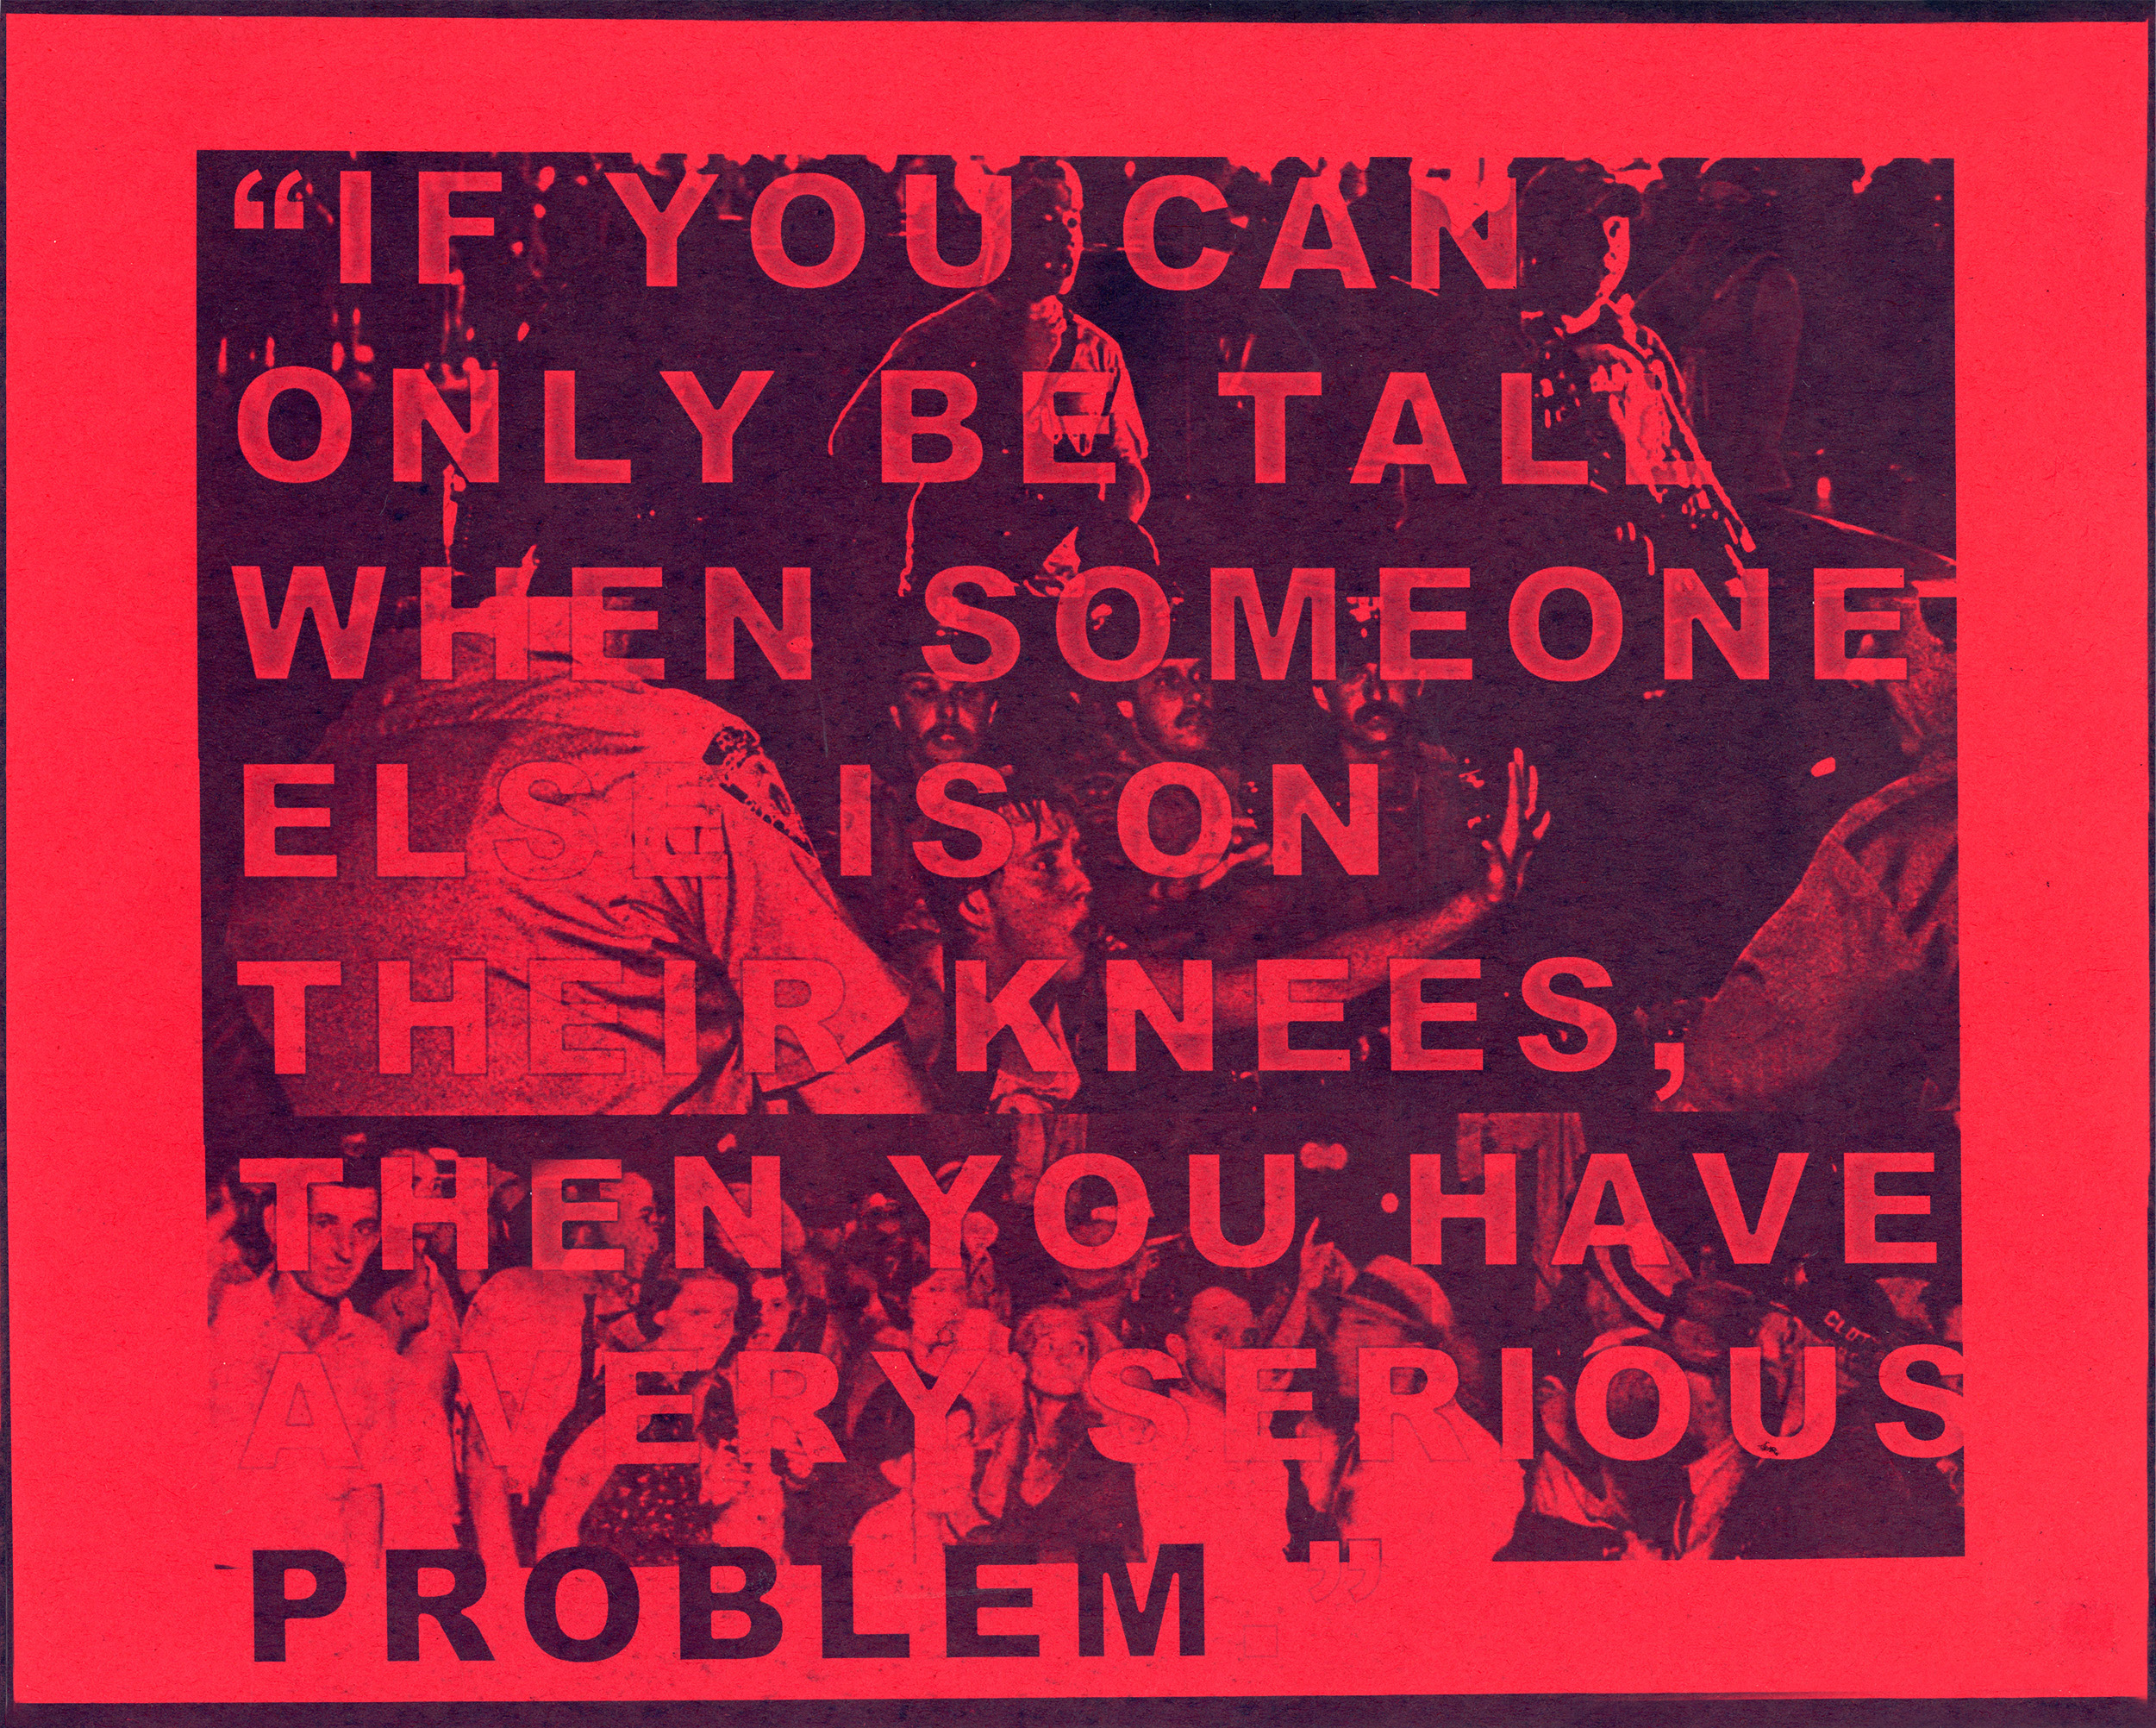 “IF YOU CAN
ONLY BE TALL
WHEN SOMEONE
ELSE IS ON
THEIR KNEES,
THEN YOU HAVE
A VERY SERIOUS
PROBLEM.”